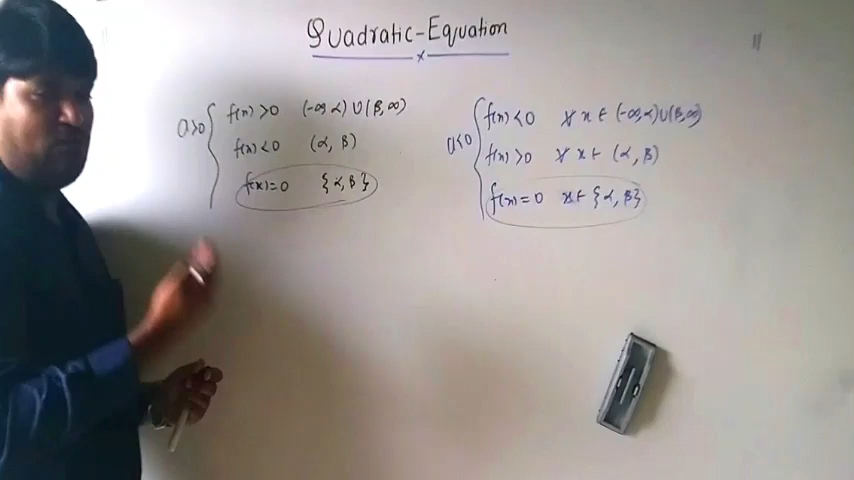 Quadratic-Equation
x
a>0 { f(x)>0 (-∞, α) ∪ (β, ∞)
f(x)<0 (α, β)
f(x)=0 {α, β}
a<0 { f(x)<0 ∀ x ∈ (-∞, α) ∪ (β, ∞)
f(x)>0 ∀ x ∈ (α, β)
f(x)=0 x ∈ {α, β}